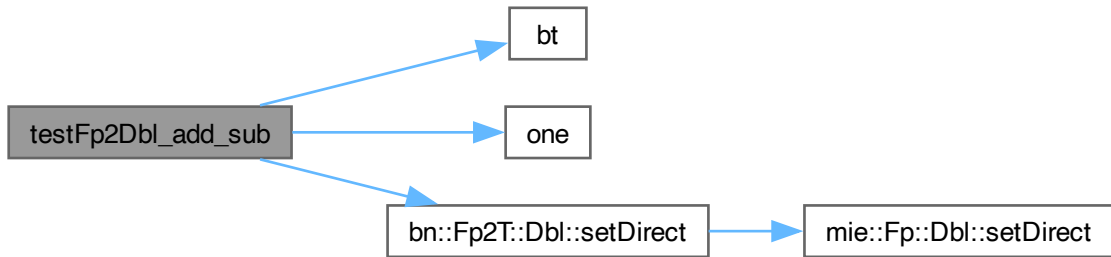 bt
testFp2Dbl_add_sub
one
bn::Fp2T::Dbl::setDirect
mie::Fp::Dbl::setDirect